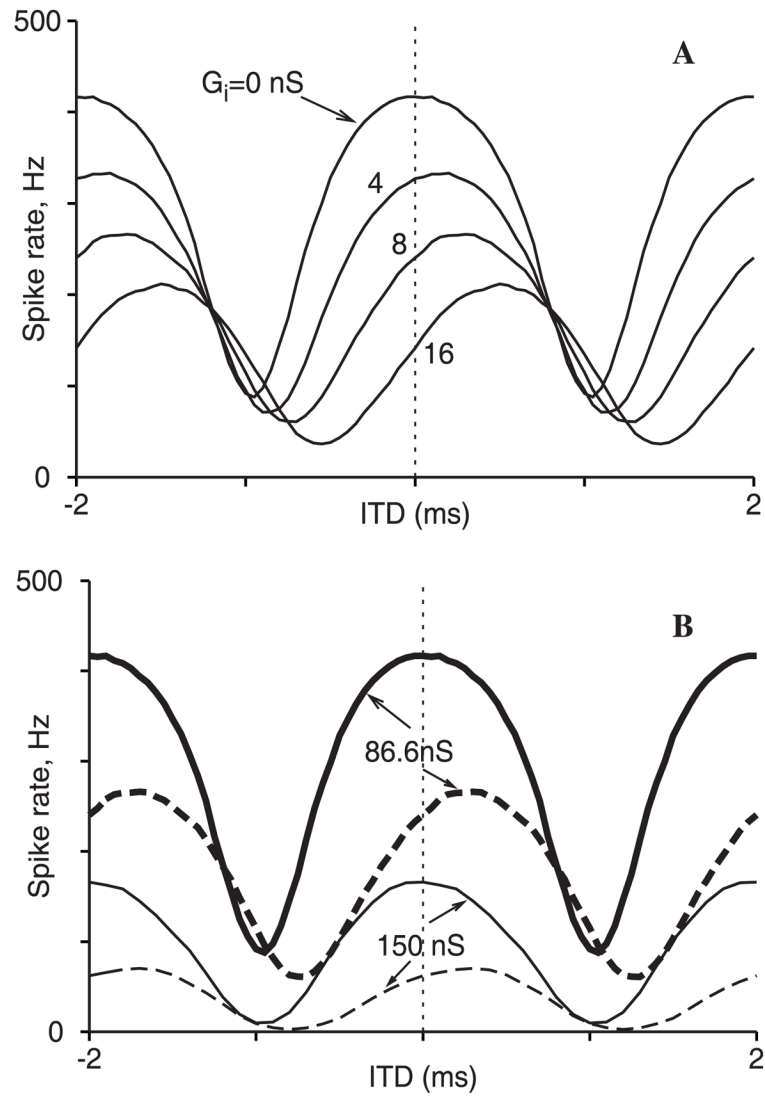 500
A
Gi=0 nS
4
8
16
Spike rate, Hz
0
-2
2
ITD (ms)
500
B
86.6nS
150 nS
Spike rate, Hz
0
-2
2
ITD (ms)